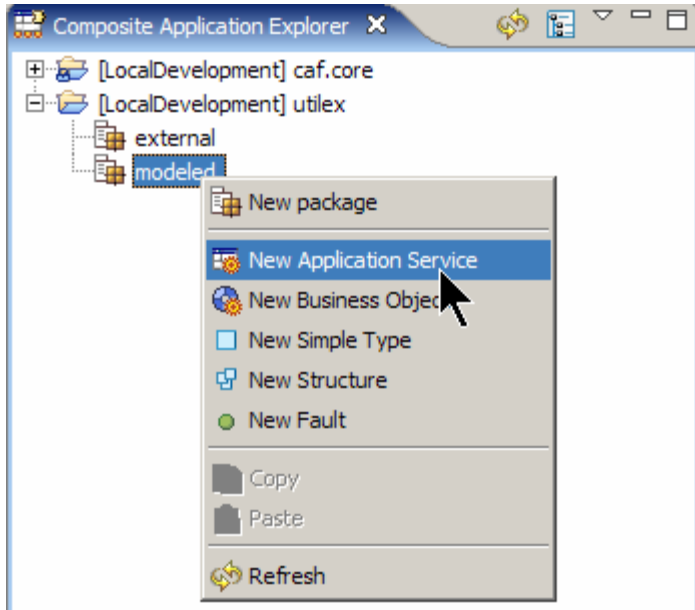 Composite Application Explorer
[LocalDevelopment] caf.core
[LocalDevelopment] utilex
external
modeled
New package
New Application Service
New Business Objec
New Simple Type
New Structure
New Fault
Copy
Paste
Refresh